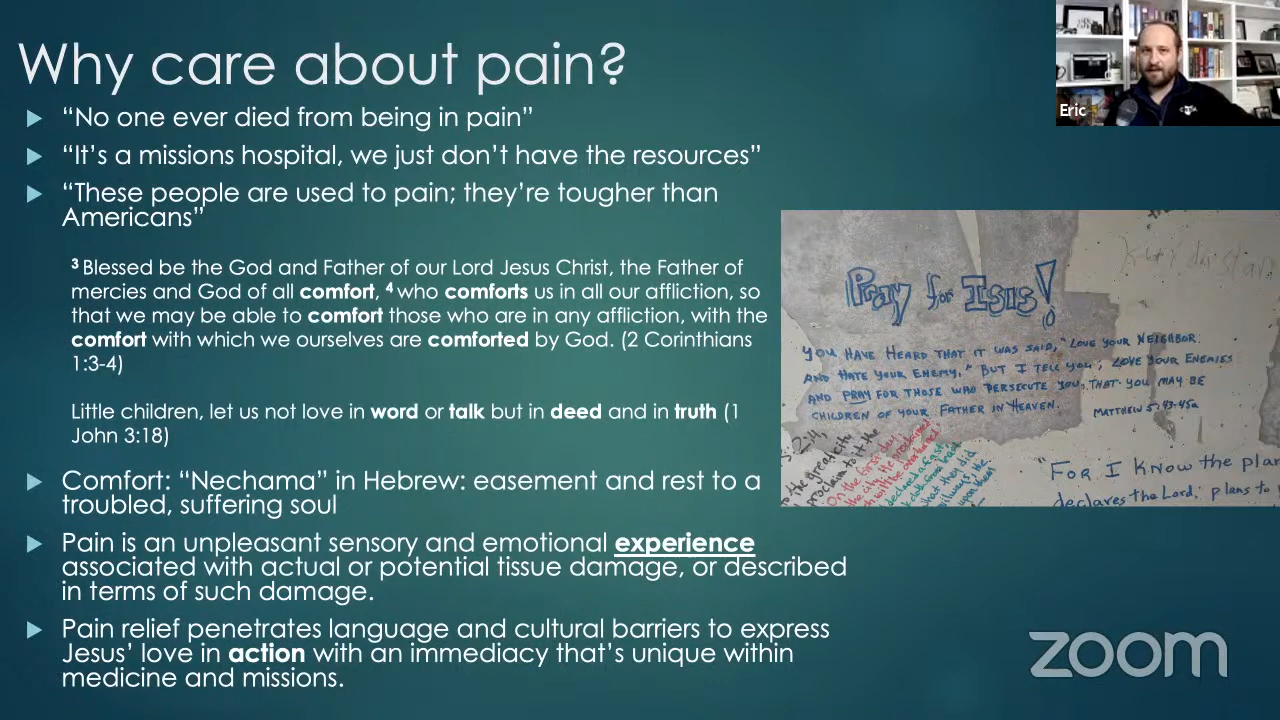 Why care about pain?
“No one ever died from being in pain”
“It’s a missions hospital, we just don’t have the resources”
“These people are used to pain; they’re tougher than
Americans”
3 Blessed be the God and Father of our Lord Jesus Christ, the Father of
mercies and God of all comfort, 4 who comforts us in all our affliction, so
that we may be able to comfort those who are in any affliction, with the
comfort with which we ourselves are comforted by God. (2 Corinthians
1:3-4)
Little children, let us not love in word or talk but in deed and in truth (1
John 3:18)
Comfort: “Nechama” in Hebrew: easement and rest to a
troubled, suffering soul
Pain is an unpleasant sensory and emotional experience
associated with actual or potential tissue damage, or described
in terms of such damage.
Pain relief penetrates language and cultural barriers to express
Jesus’ love in action with an immediacy that’s unique within
medicine and missions.
Eric
Pray for ISIS!
YOU HAVE HEARD THAT IT WAS SAID, "LOVE YOUR NEIGHBOR
AND HATE YOUR ENEMY." BUT I TELL YOU, LOVE YOUR ENEMIES
AND PRAY FOR THOSE WHO PERSECUTE YOU, THAT YOU MAY BE
CHILDREN OF YOUR FATHER IN HEAVEN. MATTHEW 5:43-45a
"FOR I KNOW THE
declares the Lord, plans to
zoom